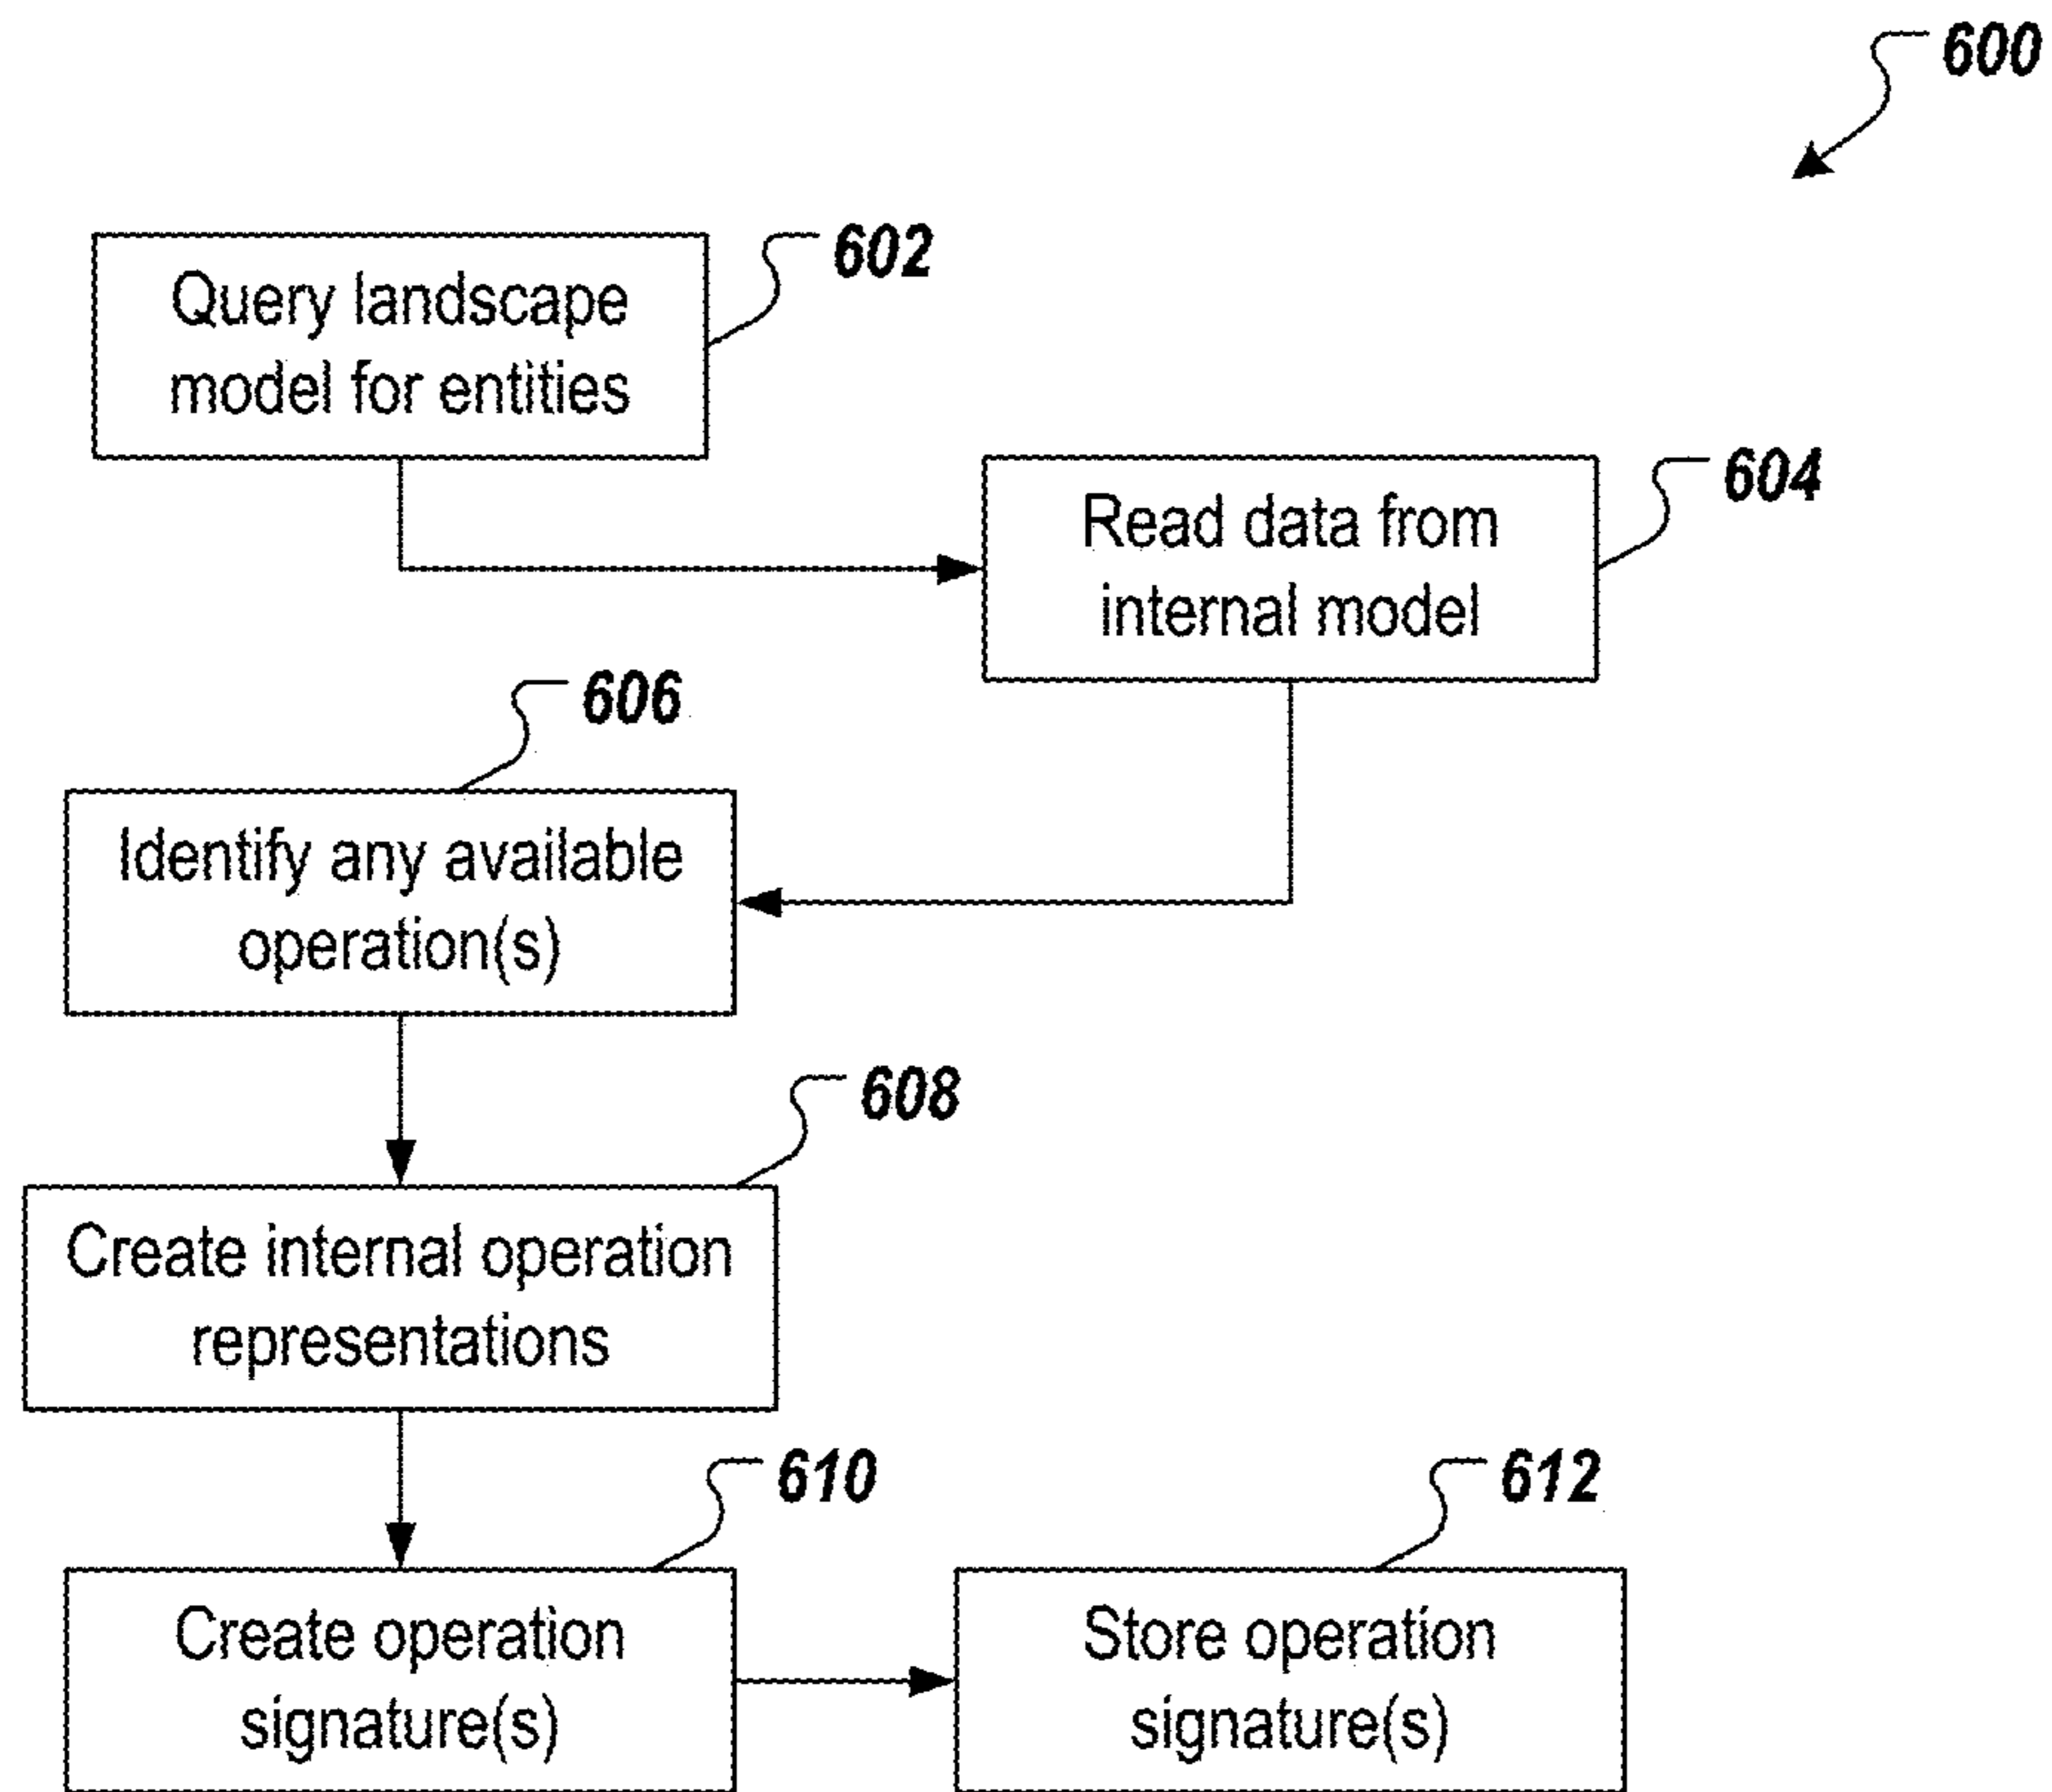 600
602
Query landscape
model for entities
604
Read data from
internal model
606
Identify any available
operation(s)
608
Create internal operation
representations
610
Create operation
signature(s)
612
Store operation
signature(s)